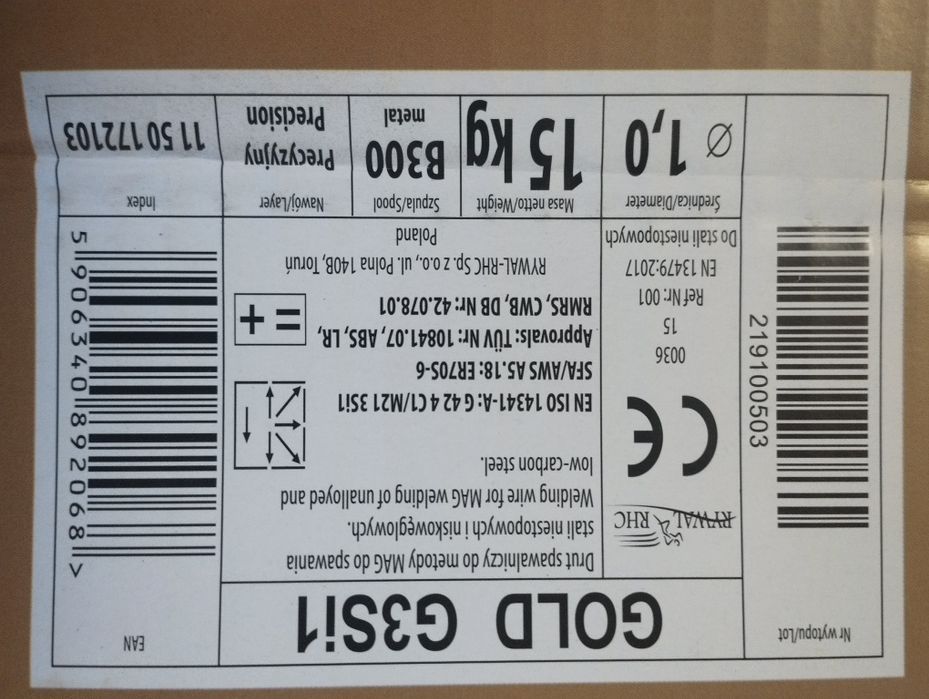 Nr wytopu/Lot
219100503
GOLD G3Si1
EAN
5906340892068 >
RYWAL RHC
CE
0036
15
Ref Nr: 001
EN 13479:2017
Do stali niestopowych
Drut spawalniczy do metody MAG do spawania
stali niestopowych i niskowęglowych.
Welding wire for MAG welding of unalloyed and
low-carbon steel.
EN ISO 14341-A: G 42 4 C1/M21 3Si1
SFA/AWS A5.18: ER70S-6
Approvals: TÜV Nr: 10841.07, ABS, LR,
RMRS, CWB, DB Nr: 42.078.01
= +
RYWAL-RHC Sp. z o.o., ul. Polna 140B, Toruń
Poland
Średnica/Diameter
Ø 1,0
Masa netto/Weight
15 kg
Szpula/Spool
B300
metal
Nawój/Layer
Precyzyjny
Precision
Index
11 50 172103